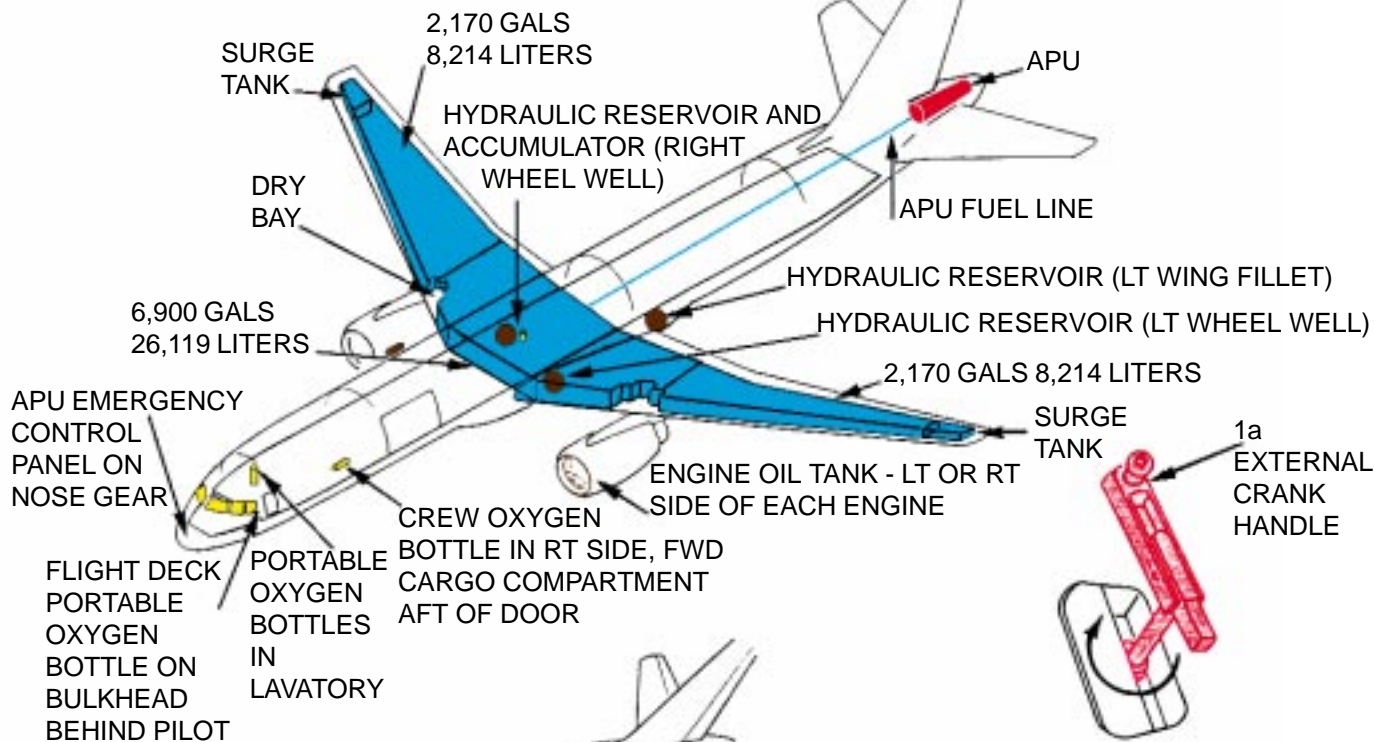 2,170 GALS
8,214 LITERS
SURGE
TANK
APU
HYDRAULIC RESERVOIR AND
ACCUMULATOR (RIGHT
WHEEL WELL)
DRY
BAY
APU FUEL LINE
HYDRAULIC RESERVOIR (LT WING FILLET)
6,900 GALS
26,119 LITERS
HYDRAULIC RESERVOIR (LT WHEEL WELL)
2,170 GALS 8,214 LITERS
APU EMERGENCY
CONTROL
PANEL ON
NOSE GEAR
SURGE
TANK
1a
EXTERNAL
CRANK
HANDLE
ENGINE OIL TANK - LT OR RT
SIDE OF EACH ENGINE
CREW OXYGEN
BOTTLE IN RT SIDE, FWD
CARGO COMPARTMENT
AFT OF DOOR
PORTABLE
OXYGEN
BOTTLES
IN
LAVATORY
FLIGHT DECK
PORTABLE
OXYGEN
BOTTLE ON
BULKHEAD
BEHIND PILOT